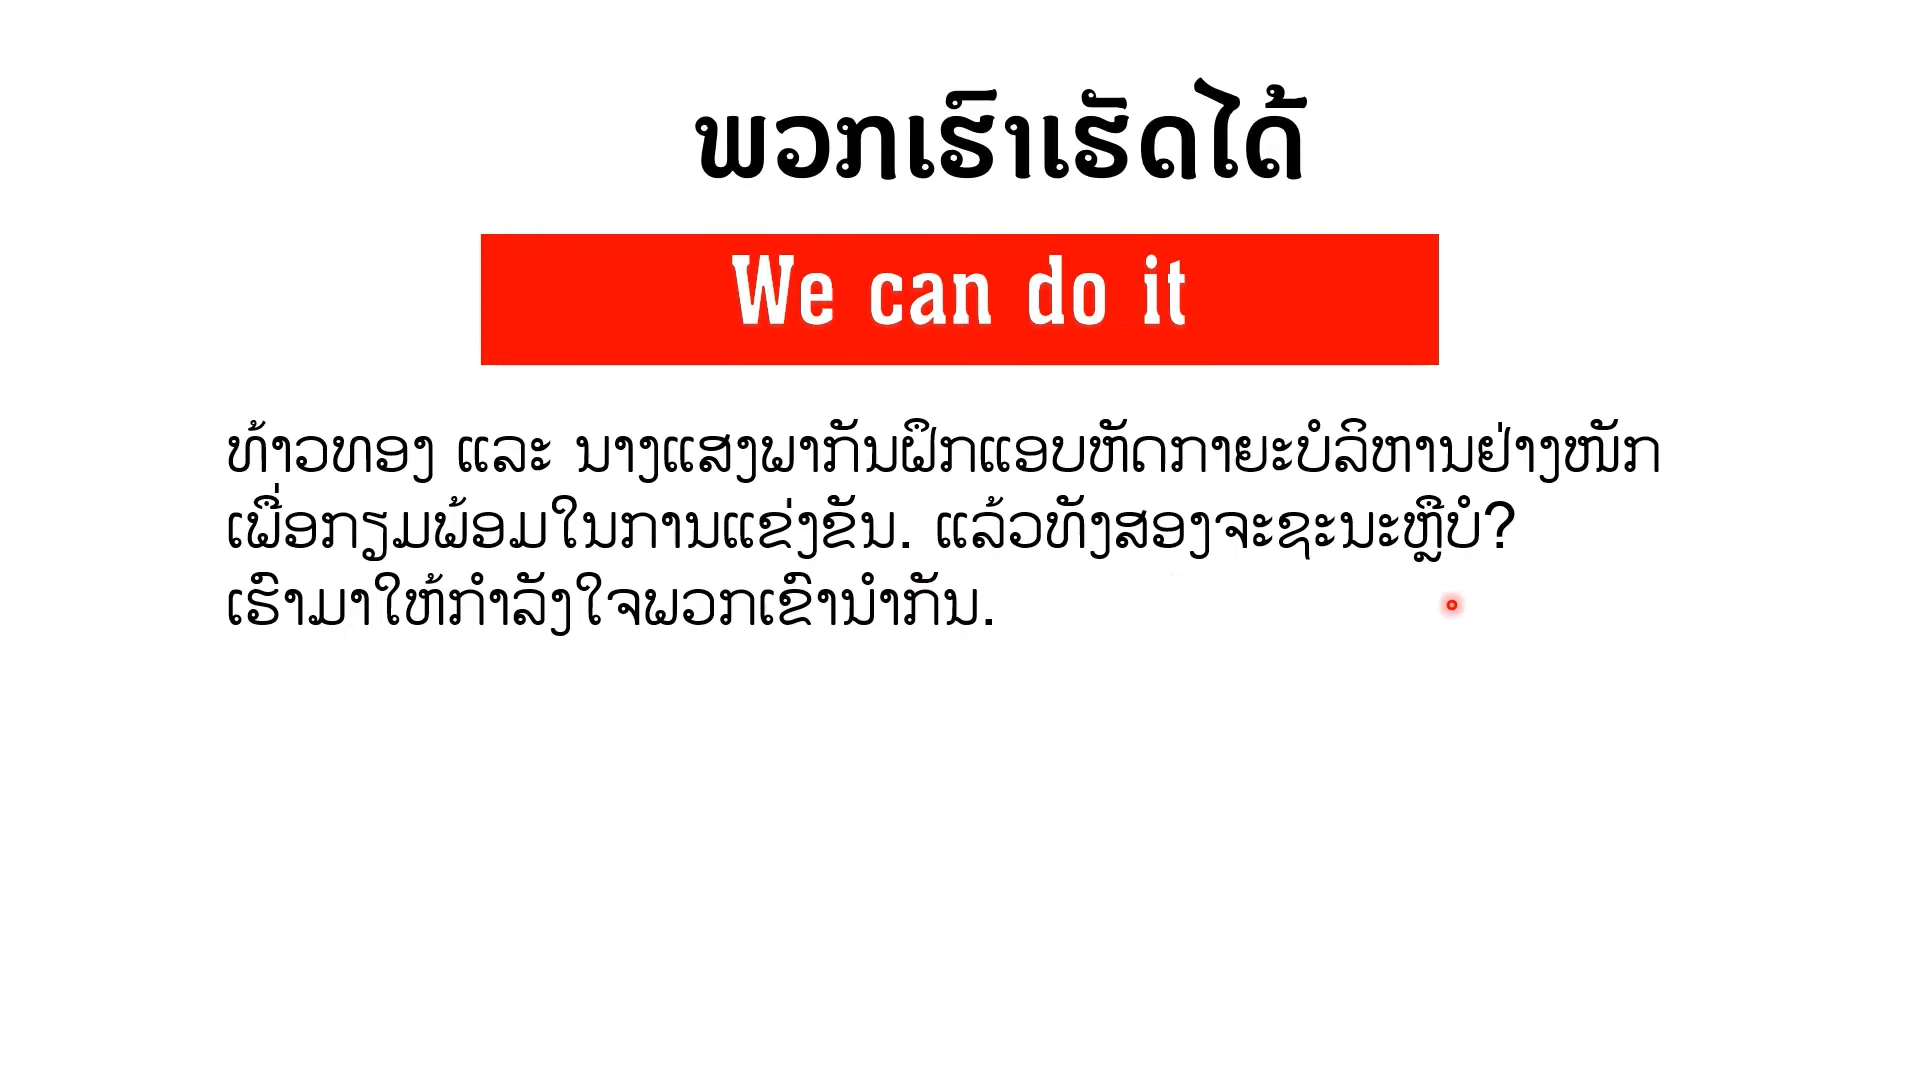 ພວກເຮົາເຮັດໄດ້
We can do it
ທ້າວທອງ ແລະ ນາງແສງພາກັນຝຶກແອບຫັດກາຍະບໍລິຫານຢ່າງໜັກ
ເພື່ອກຽມພ້ອມໃນການແຂ່ງຂັນ. ແລ້ວທັງສອງຈະຊະນະຫຼືບໍ?
ເຮົາມາໃຫ້ກຳລັງໃຈພວກເຂົານຳກັນ.